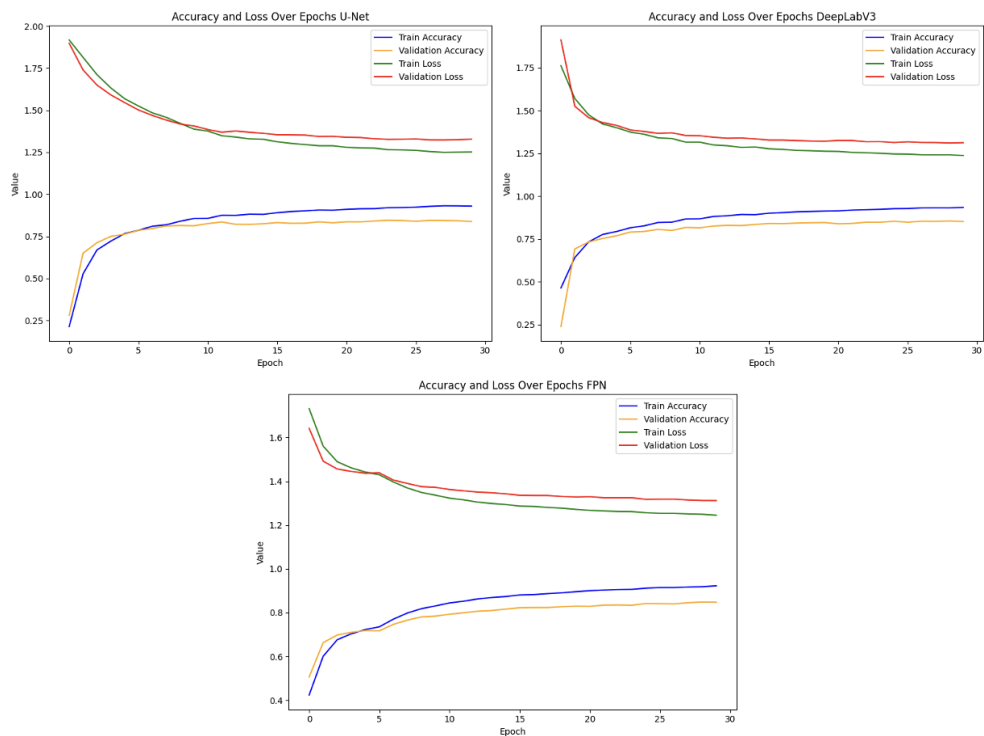 Accuracy and Loss Over Epochs U-Net
Train Accuracy
Validation Accuracy
Train Loss
Validation Loss
2.00
1.75
1.50
1.25
1.00
0.75
0.50
0.25
Value
0 5 10 15 20 25 30
Epoch
Accuracy and Loss Over Epochs DeepLabV3
Train Accuracy
Validation Accuracy
Train Loss
Validation Loss
1.75
1.50
1.25
1.00
0.75
0.50
0.25
Value
0 5 10 15 20 25 30
Epoch
Accuracy and Loss Over Epochs FPN
Train Accuracy
Validation Accuracy
Train Loss
Validation Loss
1.6
1.4
1.2
1.0
0.8
0.6
0.4
Value
0 5 10 15 20 25 30
Epoch